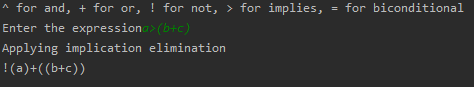 ^ for and, + for or, ! for not, > for implies, = for biconditional
Enter the expressiona>(b+c)
Applying implication elimination
!(a)+((b+c))